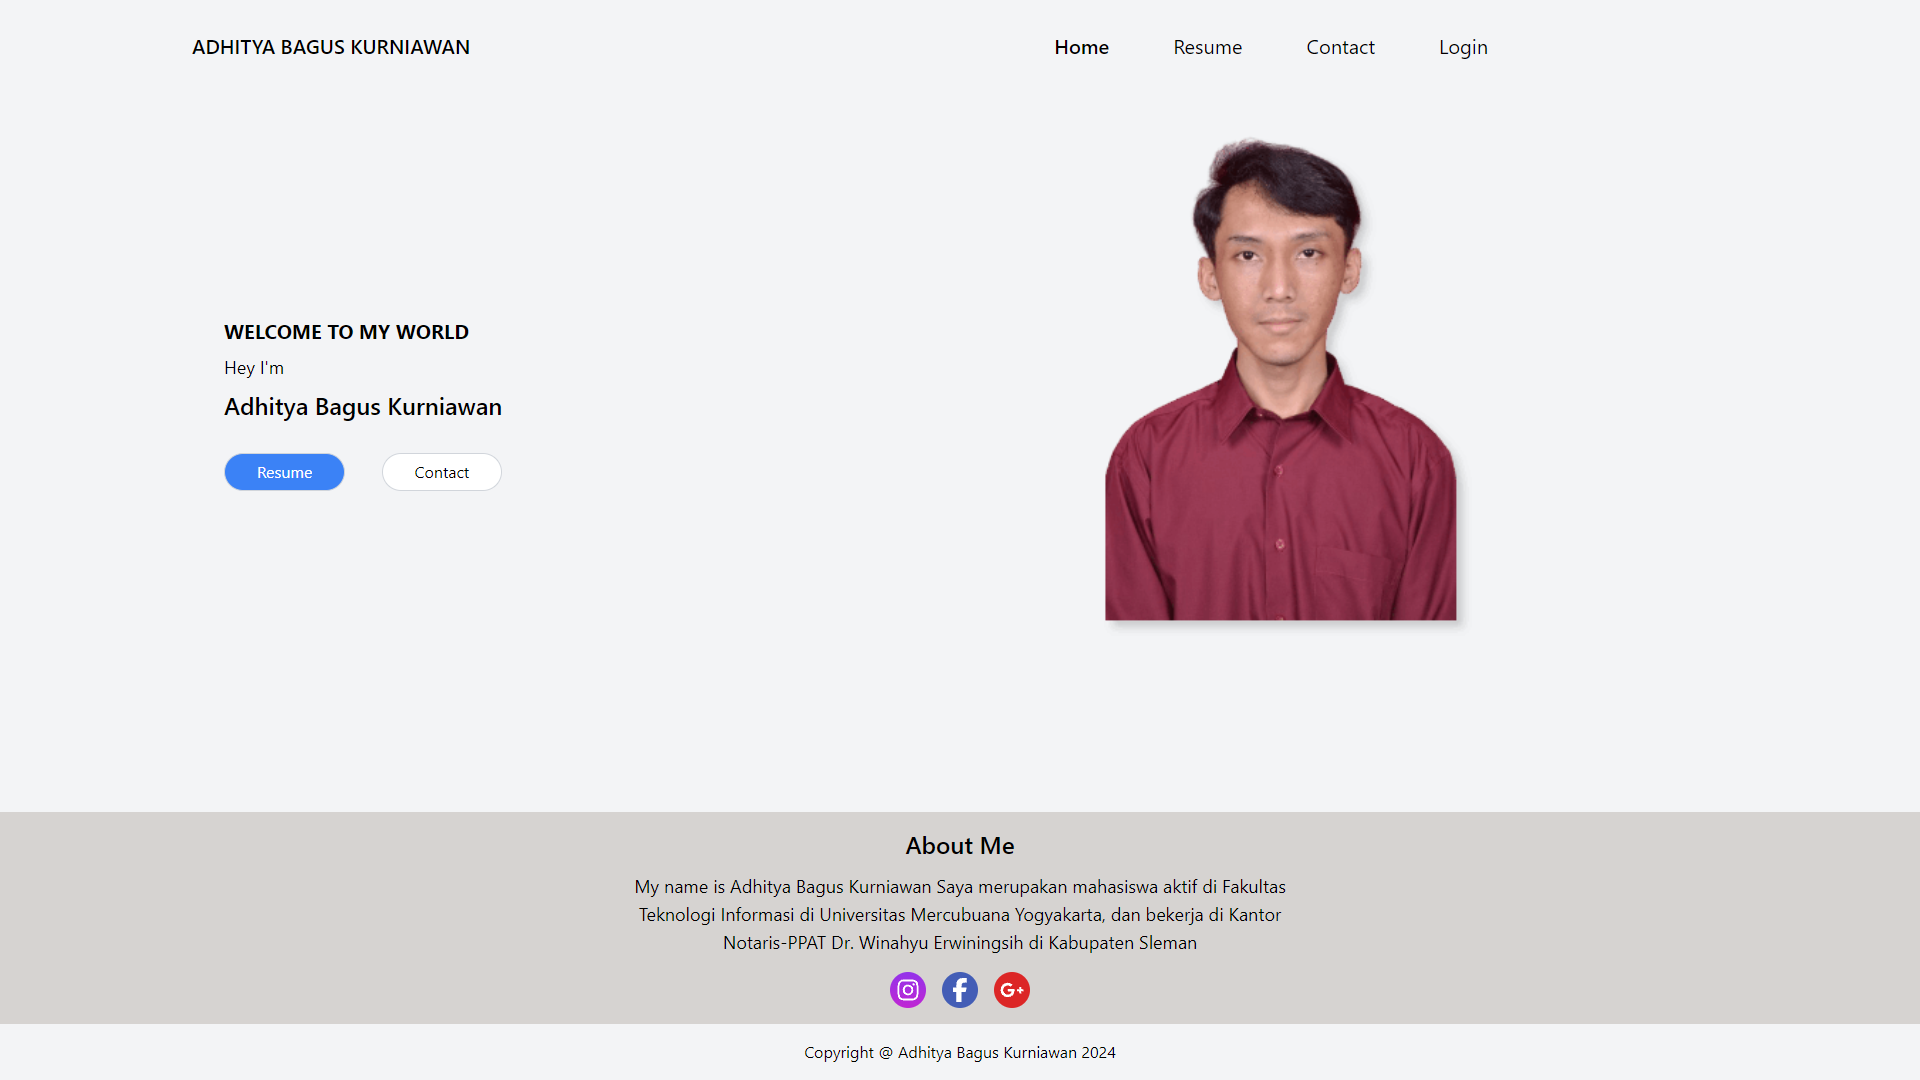 ADHITYA BAGUS KURNIAWAN
Home Resume Contact Login
WELCOME TO MY WORLD
Hey I'm
Adhitya Bagus Kurniawan
Resume Contact
About Me
My name is Adhitya Bagus Kurniawan Saya merupakan mahasiswa aktif di Fakultas
Teknologi Informasi di Universitas Mercubuana Yogyakarta, dan bekerja di Kantor
Notaris-PPAT Dr. Winahyu Erwiningsih di Kabupaten Sleman
G+
Copyright @ Adhitya Bagus Kurniawan 2024